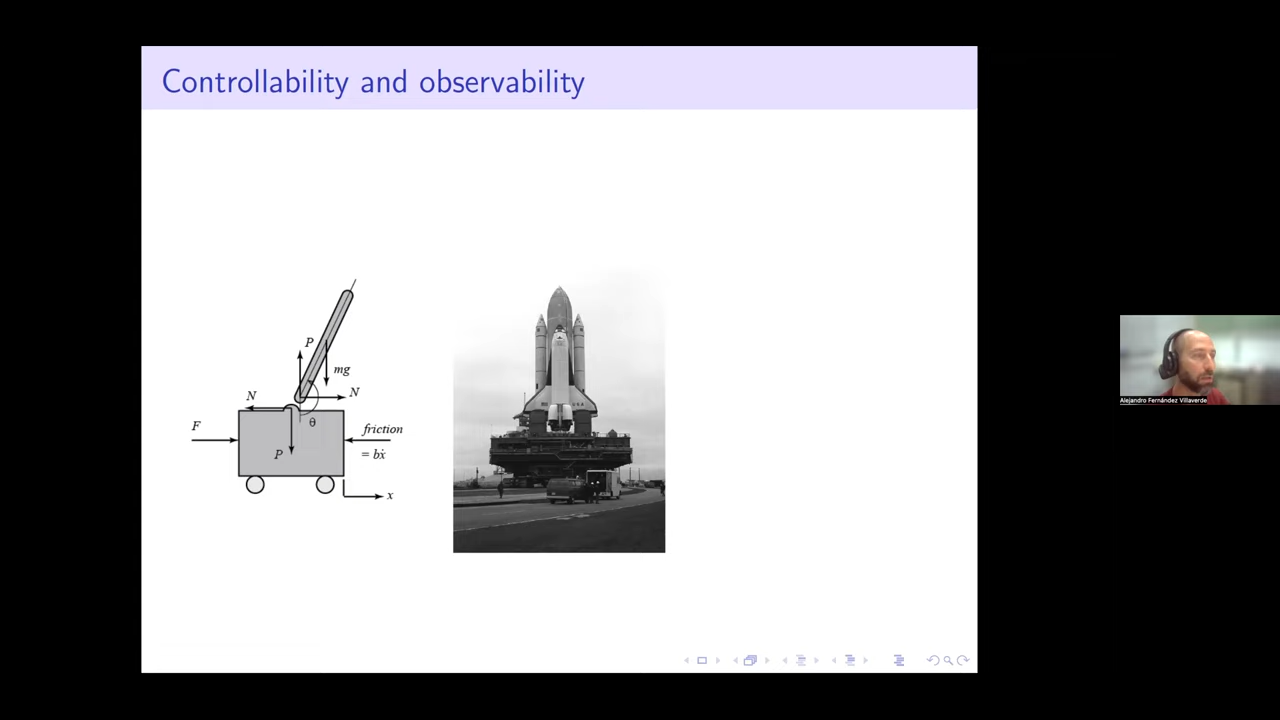 Controllability and observability
P
mg
N
N
θ
F
friction
P
= bẋ
x
Alejandro Fernández Villaverde